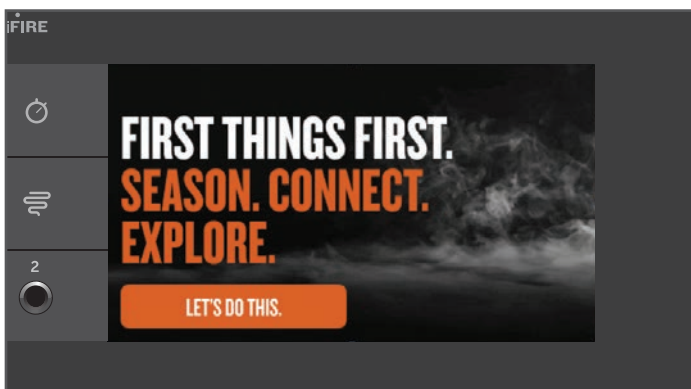 iFIRE
FIRST THINGS FIRST.
SEASON. CONNECT.
EXPLORE.
2
LET'S DO THIS.